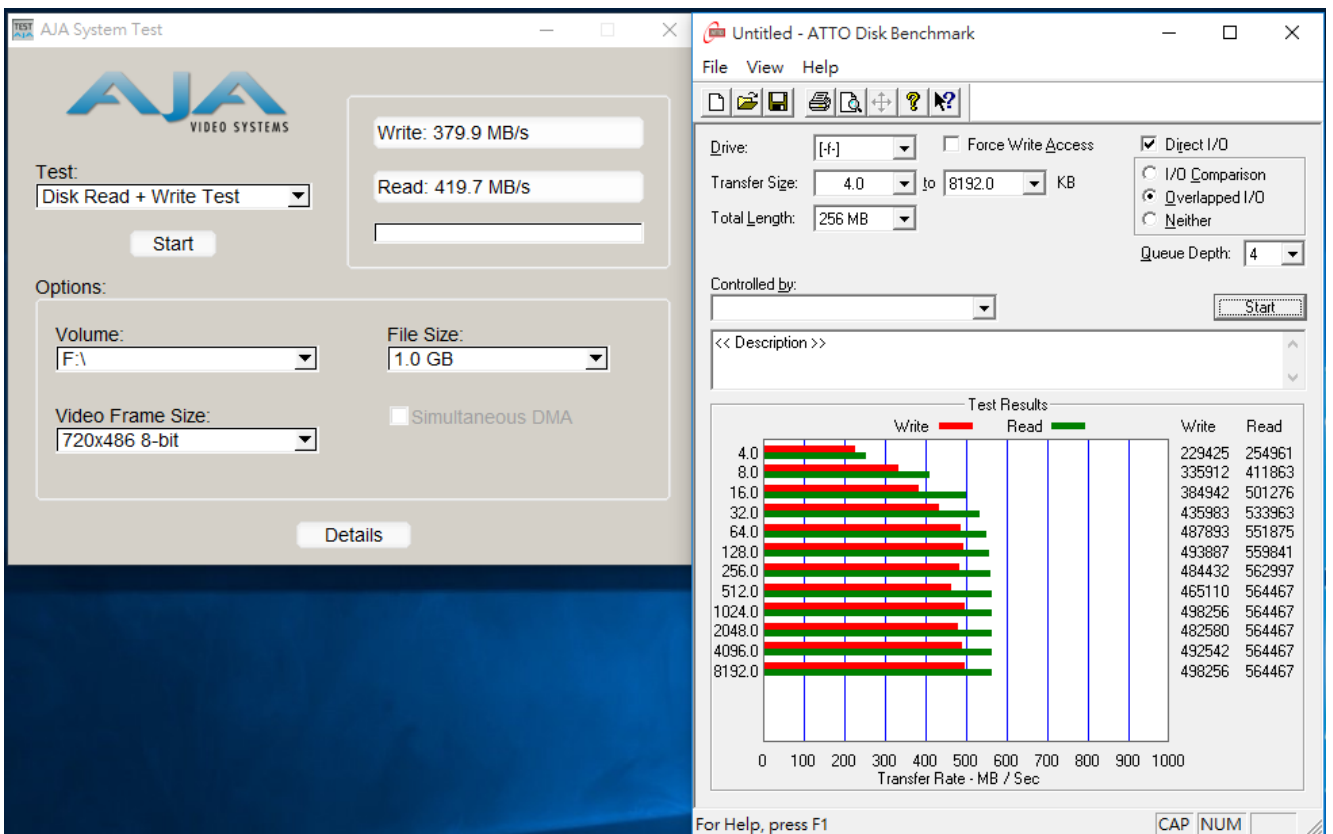 TEST
AJA
AJA System Test
AJA
VIDEO SYSTEMS
Write: 379.9 MB/s
Read: 419.7 MB/s
Test:
Disk Read + Write Test
Start
Options:
Volume:
F:\
File Size:
1.0 GB
Video Frame Size:
720x486 8-bit
Simultaneous DMA
Details
Untitled - ATTO Disk Benchmark
File View Help
Drive: [-f-] Force Write Access Direct I/O
Transfer Size: 4.0 to 8192.0 KB
Total Length: 256 MB
I/O Comparison
Overlapped I/O
Neither
Queue Depth: 4
Controlled by:
Start
<< Description >>
Test Results
Write Read Write Read
4.0 229425 254961
8.0 335912 411863
16.0 384942 501276
32.0 435983 533963
64.0 487893 551875
128.0 493887 559841
256.0 484432 562997
512.0 465110 564467
1024.0 498256 564467
2048.0 482580 564467
4096.0 492542 564467
8192.0 498256 564467
0 100 200 300 400 500 600 700 800 900 1000
Transfer Rate - MB / Sec
For Help, press F1 CAP NUM